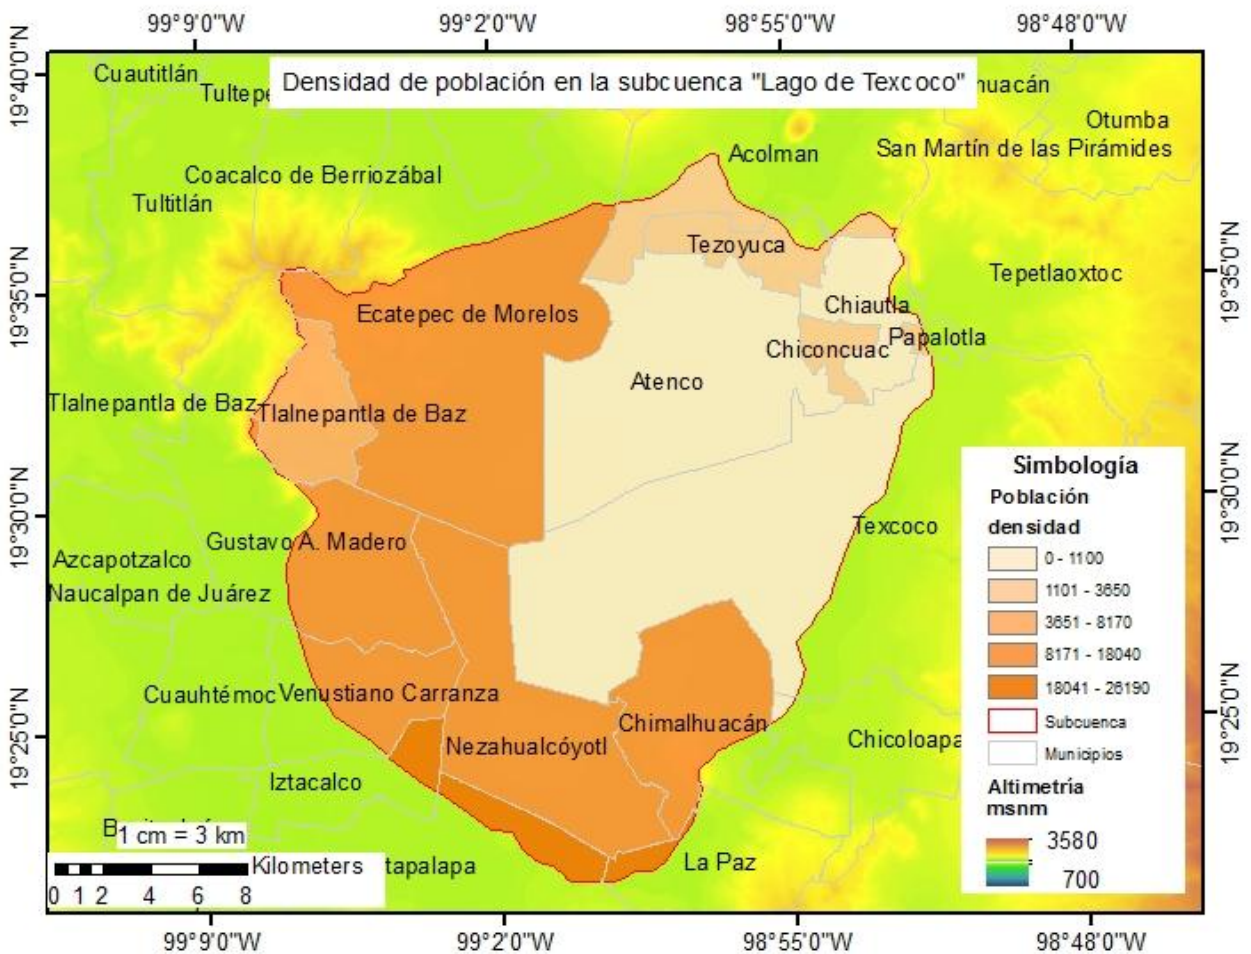 99°9'0"W 99°2'0"W 98°55'0"W 98°48'0"W
19°40'0"N
19°35'0"N
19°30'0"N
19°25'0"N
19°35'0"N
19°30'0"N
19°25'0"N
Densidad de población en la subcuenca "Lago de Texcoco"
Cuautitlán
Tultepe
huacán
Otumba
San Martín de las Pirámides
Acolman
Coacalco de Berriozábal
Tultitlán
Tezoyuca
Tepetlaoxtoc
Ecatepec de Morelos
Chiautla
Papalotla
Chiconcuac
Atenco
Tlalnepantla de Baz
Tlalnepantla de Baz
Texcoco
Gustavo A. Madero
Azcapotzalco
Naucalpan de Juárez
Cuauhtémoc
Venustiano Carranza
Chimalhuacán
Nezahualcóyotl
Chicoloapa
Iztacalco
La Paz
tapalapa
1 cm = 3 km
Kilometers
0 1 2 4 6 8
Simbología
Población
densidad
0 - 1100
1101 - 3650
3651 - 8170
8171 - 18040
18041 - 26190
Subcuenca
Municipios
Altimetría
msnm
3580
700
99°9'0"W 99°2'0"W 98°55'0"W 98°48'0"W